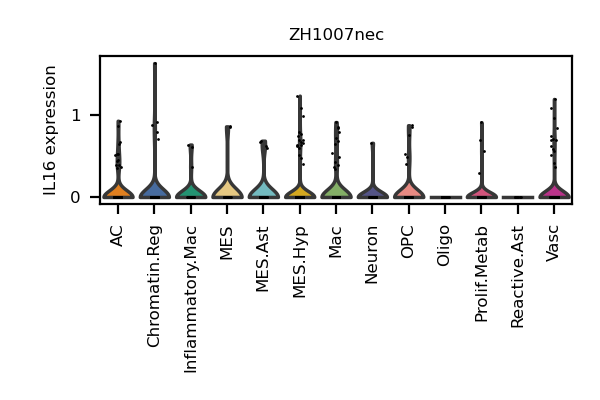 ZH1007nec
IL16 expression
1
0
AC
Chromatin.Reg
Inflammatory.Mac
MES
MES.Ast
MES.Hyp
Mac
Neuron
OPC
Oligo
Prolif.Metab
Reactive.Ast
Vasc